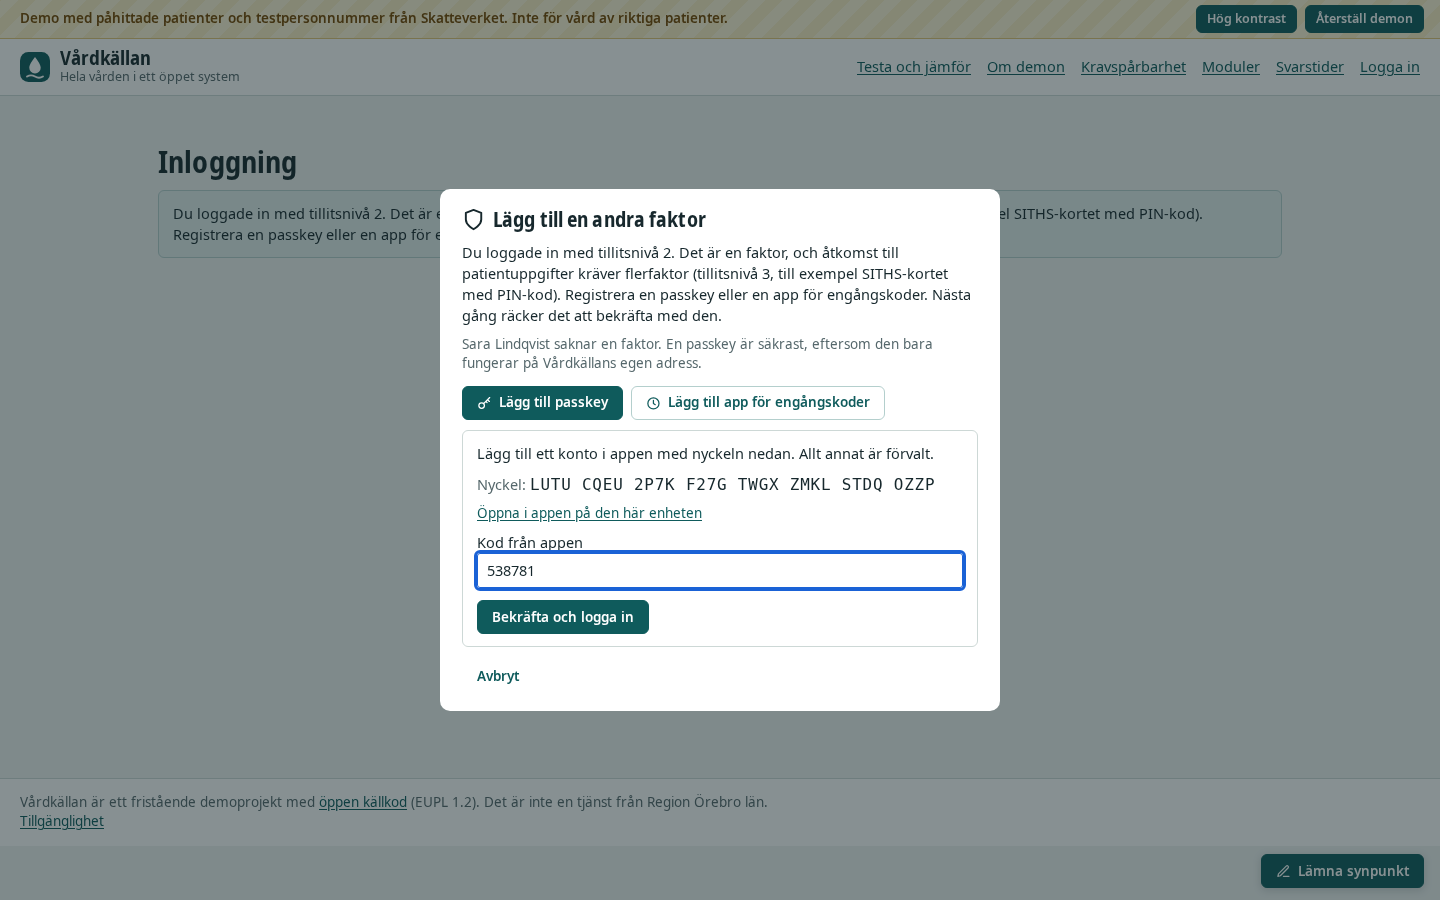 Demo med påhittade patienter och testpersonnummer från Skatteverket. Inte för vård av riktiga patienter.
Hög kontrast
Återställ demon
Vårdkällan
Hela vården i ett öppet system
Testa och jämför
Om demon
Kravspårbarhet
Moduler
Svarstider
Logga in
Inloggning
Du loggade in med tillitsnivå 2. Det är e
el SITHS-kortet med PIN-kod).
Registrera en passkey eller en app för e
Lägg till en andra faktor
Du loggade in med tillitsnivå 2. Det är en faktor, och åtkomst till
patientuppgifter kräver flerfaktor (tillitsnivå 3, till exempel SITHS-kortet
med PIN-kod). Registrera en passkey eller en app för engångskoder. Nästa
gång räcker det att bekräfta med den.
Sara Lindqvist saknar en faktor. En passkey är säkrast, eftersom den bara
fungerar på Vårdkällans egen adress.
Lägg till passkey
Lägg till app för engångskoder
Lägg till ett konto i appen med nyckeln nedan. Allt annat är förvalt.
Nyckel: LUTU CQEU 2P7K F27G TWGX ZMKL STDQ OZZP
Öppna i appen på den här enheten
Kod från appen
538781
Bekräfta och logga in
Avbryt
Vårdkällan är ett fristående demoprojekt med öppen källkod (EUPL 1.2). Det är inte en tjänst från Region Örebro län.
Tillgänglighet
Lämna synpunkt